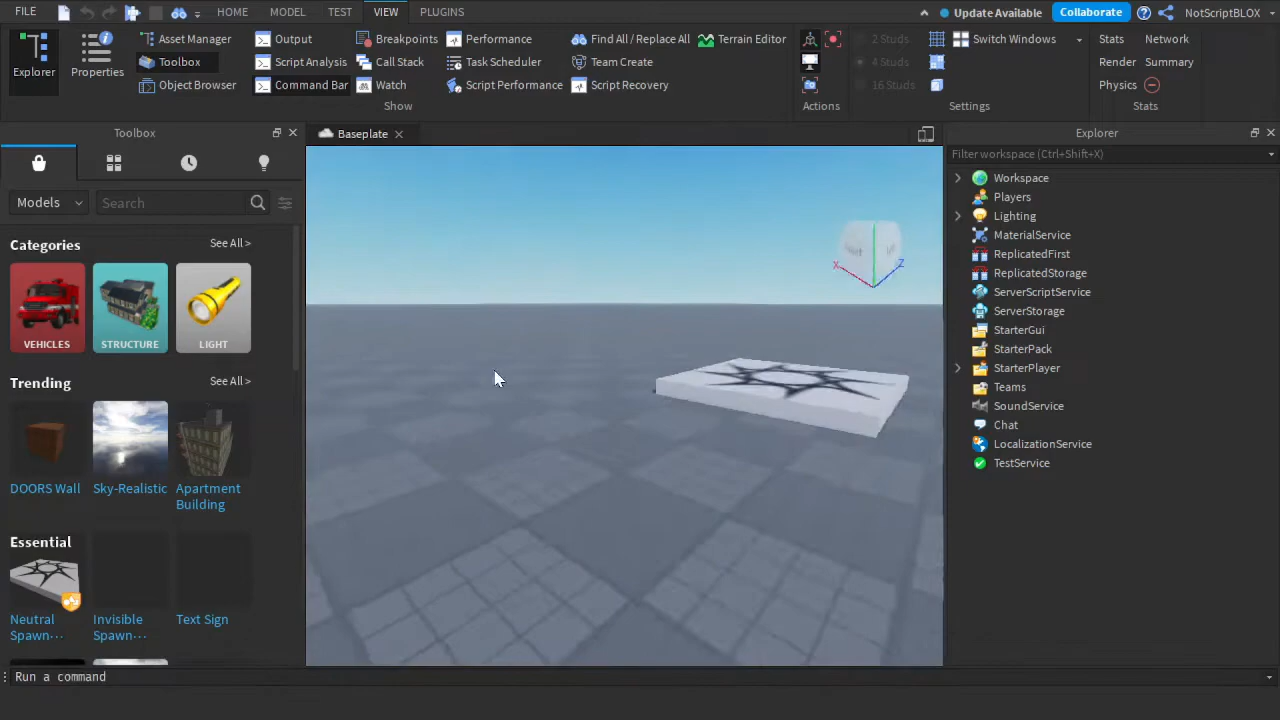 FILE HOME MODEL TEST VIEW PLUGINS Update Available Collaborate NotScriptBLOX
Explorer
Properties
Asset Manager
Toolbox
Object Browser
Output
Script Analysis
Command Bar
Breakpoints
Call Stack
Watch
Performance
Task Scheduler
Script Performance
Find All / Replace All
Team Create
Script Recovery
Terrain Editor
Show
Actions
2 Studs
4 Studs
16 Studs
Switch Windows
Settings
Stats Network
Render Summary
Physics
Stats
Toolbox
Models
Search
Categories See All >
VEHICLES STRUCTURE LIGHT
Trending See All >
DOORS Wall
Sky-Realistic
Apartment
Building
Essential
Neutral
Spawn···
Invisible
Spawn···
Text Sign
Baseplate
X
Z
Explorer
Filter workspace (Ctrl+Shift+X)
Workspace
Players
Lighting
MaterialService
ReplicatedFirst
ReplicatedStorage
ServerScriptService
ServerStorage
StarterGui
StarterPack
StarterPlayer
Teams
SoundService
Chat
LocalizationService
TestService
Run a command